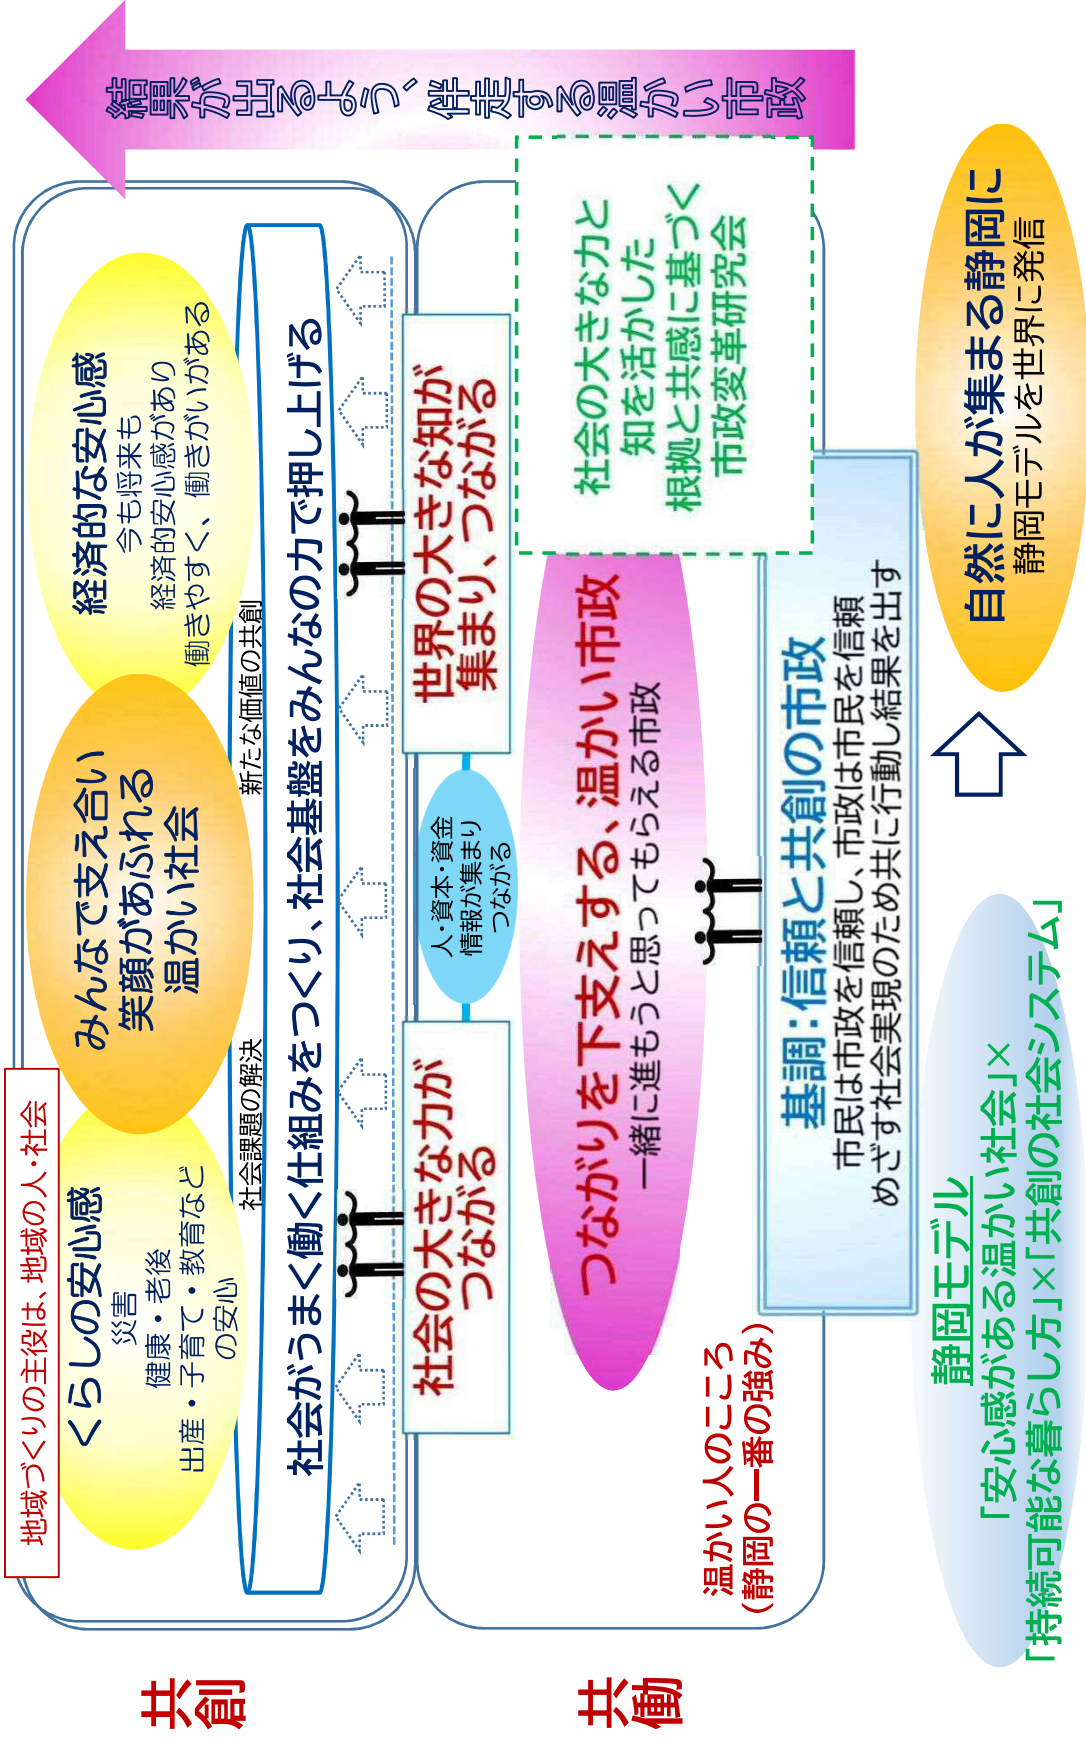 共創
地域づくりの主役は、地域の人・社会
くらしの安心感
災害
健康・老後
出産・子育て・教育など
の安心
みんなで支え合い
笑顔があふれる
温かい社会
経済的な安心感
今も将来も
経済的安心感があり
働きやすく、働きがいがある
社会課題の解決
新たな価値の共創
社会がうまく働く仕組みをつくり、社会基盤をみんなの力で押し上げる
社会の大きな力が
つながる
人・資本・資金
情報が集まり
つながる
世界の大きな知が
集まり、つながる
結果が出るよう、伴走する温かい市政
共働
つながりを下支えする、温かい市政
一緒に進もうと思ってもらえる市政
社会の大きな力と
知を活かした
根拠と共感に基づく
市政変革研究会
温かい人のこころ
(静岡の一番の強み)
基調：信頼と共創の市政
市民は市政を信頼し、市政は市民を信頼
めざす社会実現のため共に行動し結果を出す
静岡モデル
「安心感がある温かい社会」×
「持続可能な暮らし方」×「共創の社会システム」
自然に人が集まる静岡に
静岡モデルを世界に発信